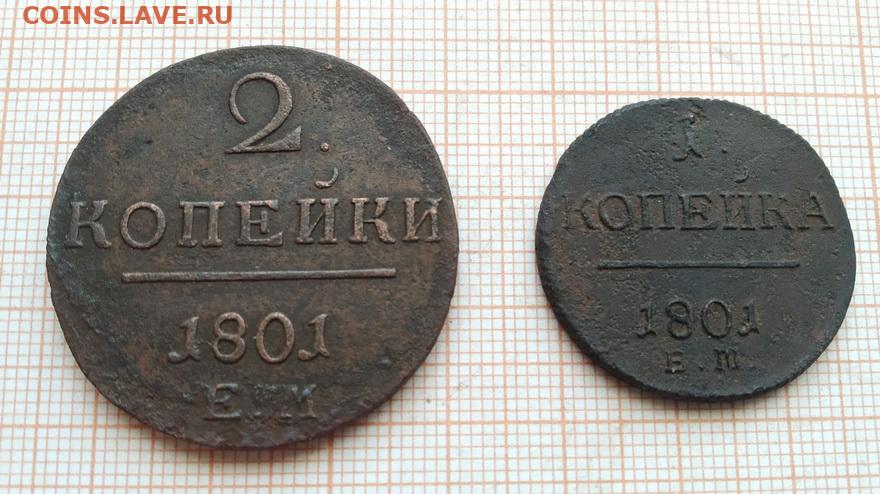 COINS.LAVE.RU
2.
КОПЕЙКИ
1801
Е.М.
1.
КОПЕЙКА
1801
Е.М.